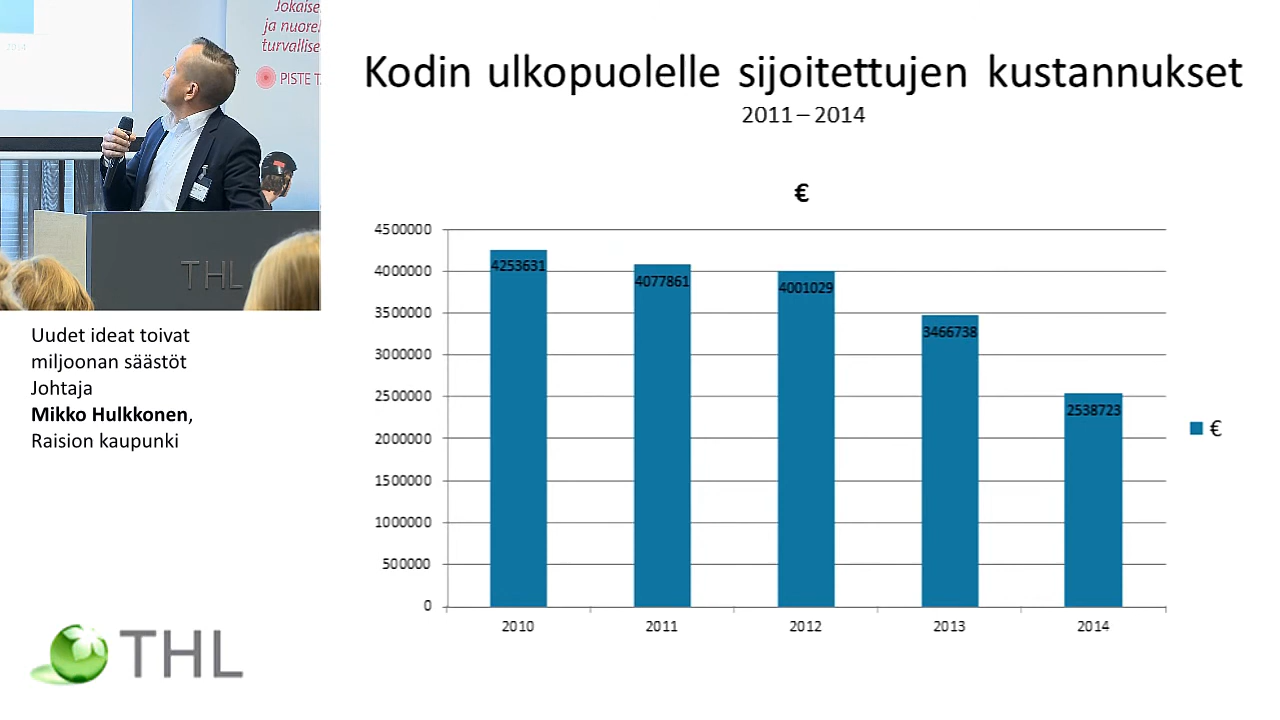 2014
Jokaise
ja nuorel
turvallise
PISTE T
THL
Uudet ideat toivat
miljoonan säästöt
Johtaja
Mikko Hulkkonen,
Raision kaupunki
THL
Kodin ulkopuolelle sijoitettujen kustannukset
2011 – 2014
€
4500000
4000000
3500000
3000000
2500000
2000000
1500000
1000000
500000
0
4253631
4077861
4001029
3466738
2538723
2010 2011 2012 2013 2014
€